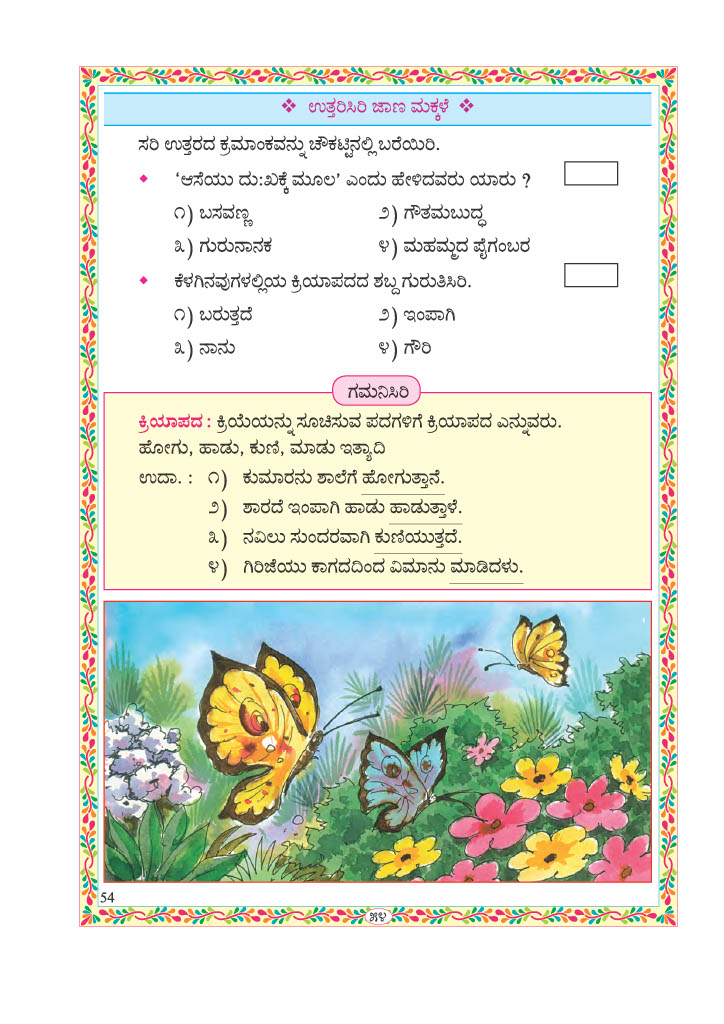 ❖ ಉತ್ತರಿಸಿರಿ ಜಾಣ ಮಕ್ಕಳೆ ❖
ಸರಿ ಉತ್ತರದ ಕ್ರಮಾಂಕವನ್ನು ಚೌಕಟ್ಟಿನಲ್ಲಿ ಬರೆಯಿರಿ.
‘ಆಸೆಯು ದು:ಖಕ್ಕೆ ಮೂಲ’ ಎಂದು ಹೇಳಿದವರು ಯಾರು ?
೧) ಬಸವಣ್ಣ ೨) ಗೌತಮಬುದ್ಧ
೩) ಗುರುನಾನಕ ೪) ಮಹಮ್ಮದ ಪೈಗಂಬರ
ಕೆಳಗಿನವುಗಳಲ್ಲಿಯ ಕ್ರಿಯಾಪದದ ಶಬ್ದ ಗುರುತಿಸಿರಿ.
೧) ಬರುತ್ತದೆ ೨) ಇಂಪಾಗಿ
೩) ನಾನು ೪) ಗೌರಿ
ಗಮನಿಸಿರಿ
ಕ್ರಿಯಾಪದ : ಕ್ರಿಯೆಯನ್ನು ಸೂಚಿಸುವ ಪದಗಳಿಗೆ ಕ್ರಿಯಾಪದ ಎನ್ನುವರು.
ಹೋಗು, ಹಾಡು, ಕುಣಿ, ಮಾಡು ಇತ್ಯಾದಿ
ಉದಾ. : ೧) ಕುಮಾರನು ಶಾಲೆಗೆ ಹೋಗುತ್ತಾನೆ.
೨) ಶಾರದೆ ಇಂಪಾಗಿ ಹಾಡು ಹಾಡುತ್ತಾಳೆ.
೩) ನವಿಲು ಸುಂದರವಾಗಿ ಕುಣಿಯುತ್ತದೆ.
೪) ಗಿರಿಜೆಯು ಕಾಗದದಿಂದ ವಿಮಾನು ಮಾಡಿದಳು.
54
೫೪